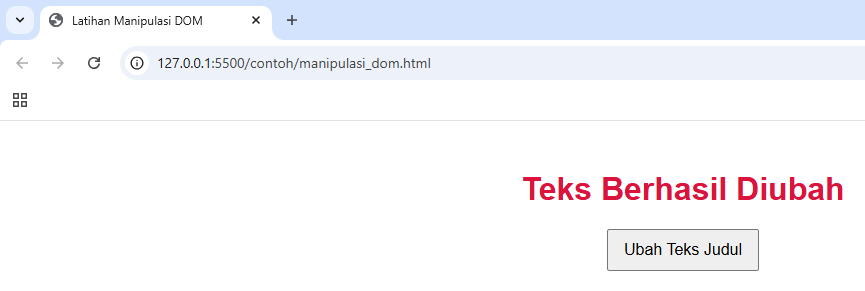 Latihan Manipulasi DOM
127.0.0.1:5500/contoh/manipulasi_dom.html
Teks Berhasil Diubah
Ubah Teks Judul